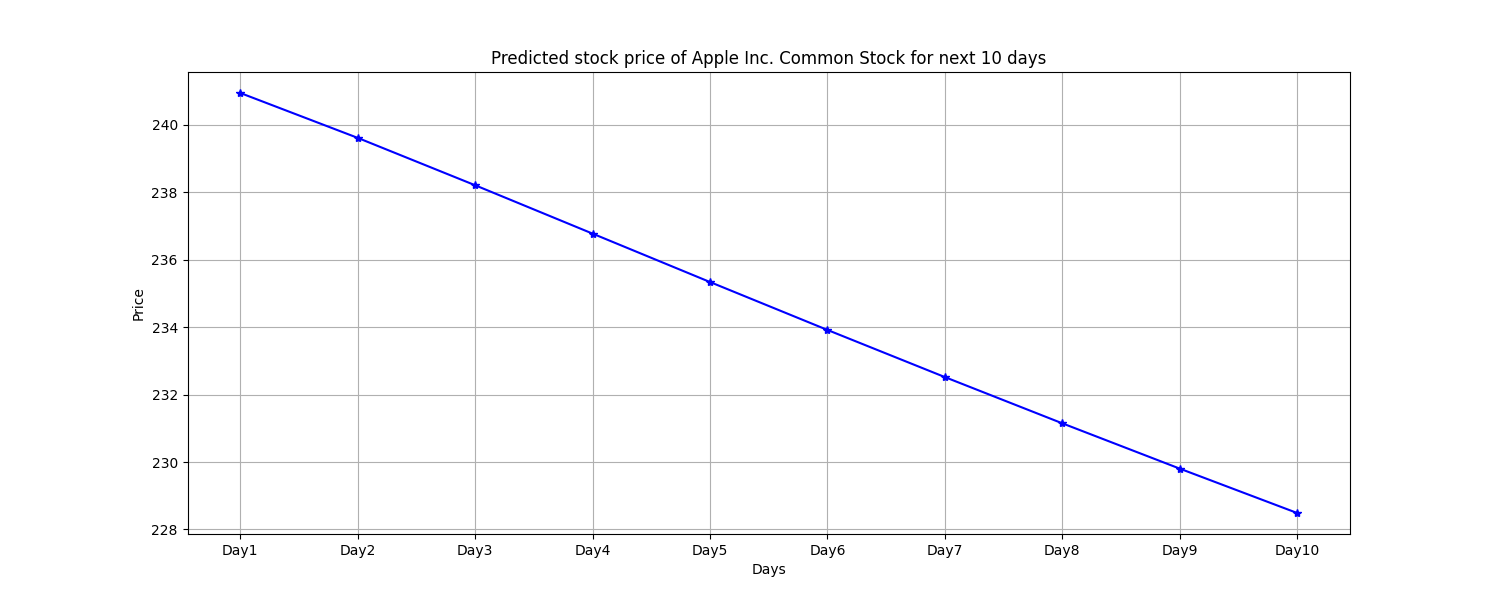 Predicted stock price of Apple Inc. Common Stock for next 10 days
Price
240
238
236
234
232
230
228
Day1 Day2 Day3 Day4 Day5 Day6 Day7 Day8 Day9 Day10
Days